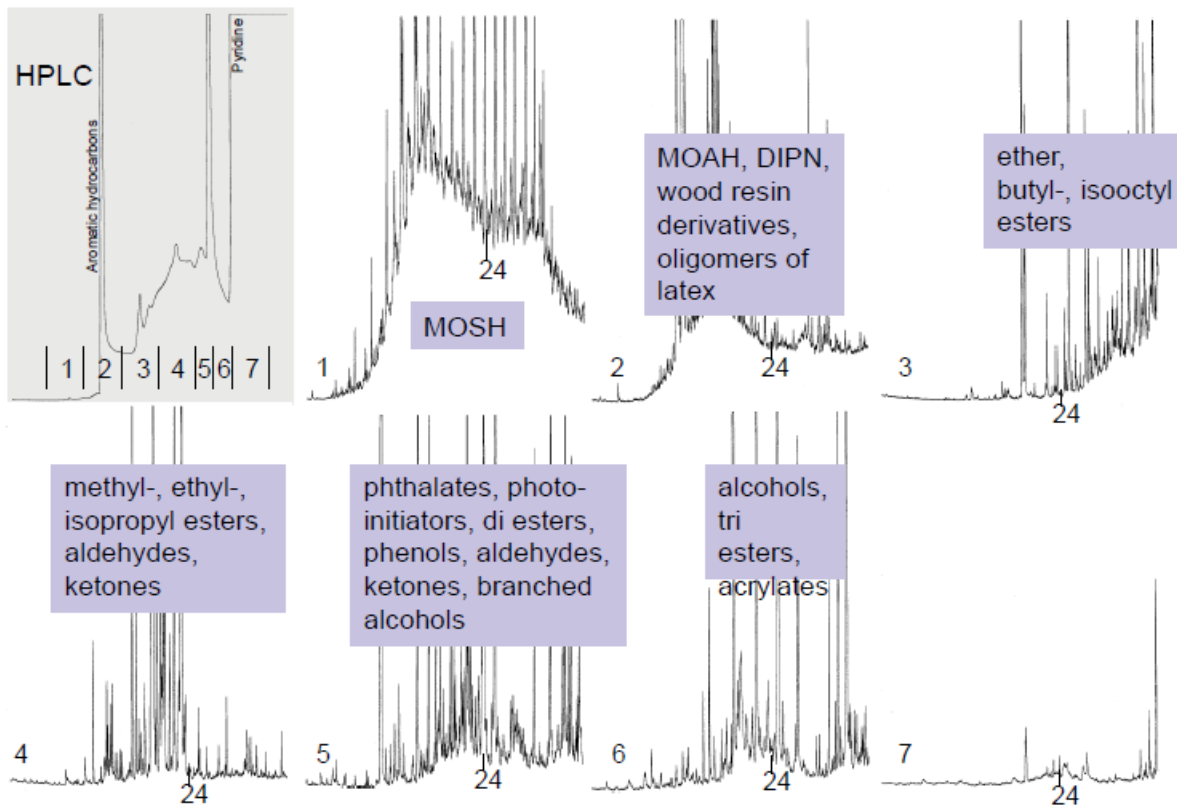 HPLC
Aromatic hydrocarbons
Pyridine
1 2 3 4 5 6 7
24
MOSH
1
MOAH, DIPN,
wood resin
derivatives,
oligomers of
latex
2
24
ether,
butyl-, isooctyl
esters
3
24
methyl-, ethyl-,
isopropyl esters,
aldehydes,
ketones
4
24
phthalates, photo-
initiators, di esters,
phenols, aldehydes,
ketones, branched
alcohols
5
24
alcohols,
tri
esters,
acrylates
6
24
7
24